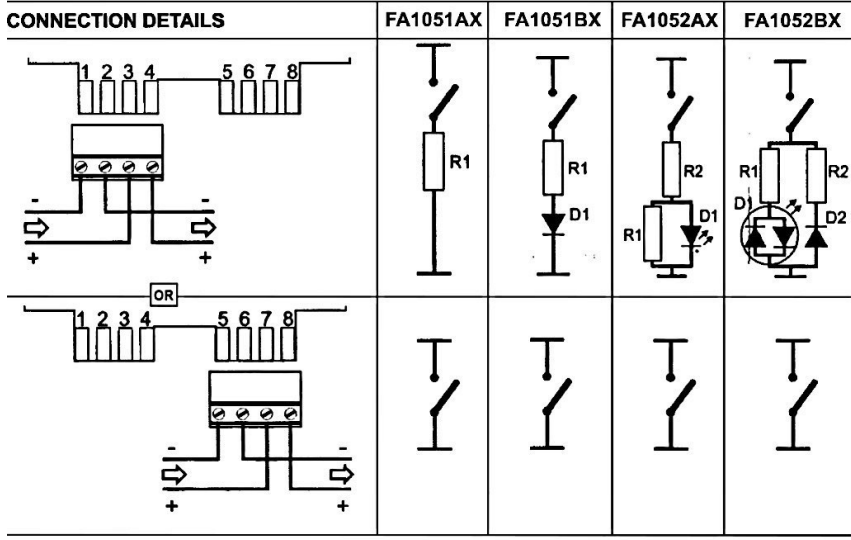 CONNECTION DETAILS FA1051AX FA1051BX FA1052AX FA1052BX
1 2 3 4 5 6 7 8
R1 R1 R2 R1 R2
D1 R1 D1 D1 D2
- -
+ +
OR
1 2 3 4 5 6 7 8
- -
+ +